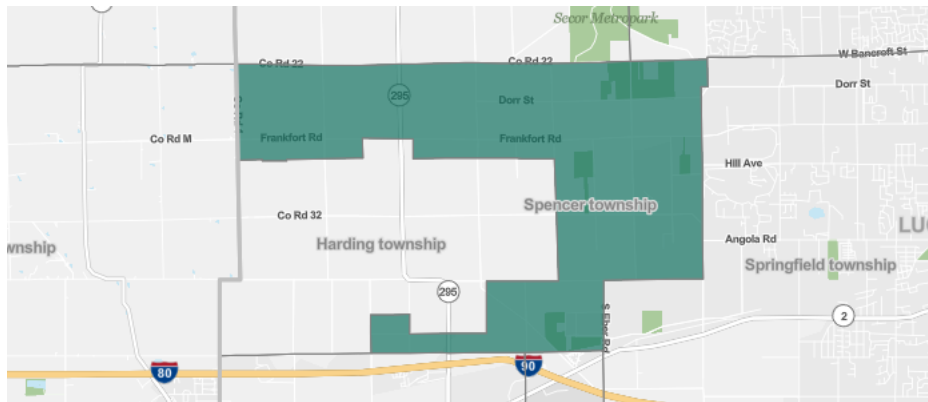 Secor Metropark
W Bancroft St
Co Rd 22
Co Rd 22
Dorr St
295
Dorr St
Co Rd M
Frankfort Rd
Frankfort Rd
Hill Ave
Spencer township
Co Rd 32
LUC
Harding township
Angola Rd
wnship
Springfield township
295
S Eber Rd
2
80
90